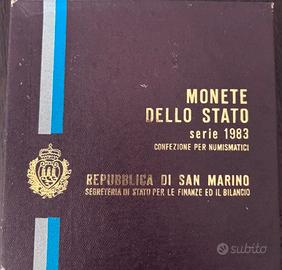 MONETE
DELLO STATO
serie 1983
CONFEZIONE PER NUMISMATICI
REPUBBLICA DI SAN MARINO
SEGRETERIA DI STATO PER LE FINANZE ED IL BILANCIO
subito